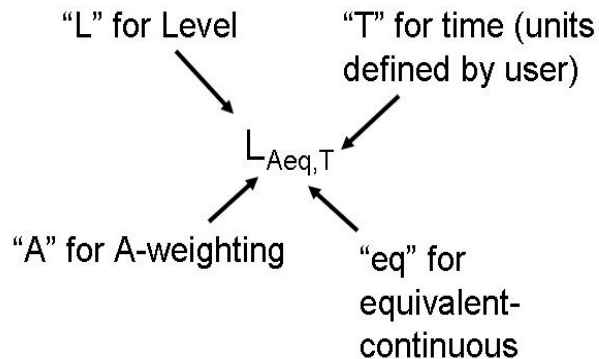 “L” for Level
“T” for time (units
defined by user)
LAeq,T
“A” for A-weighting
“eq” for
equivalent-
continuous